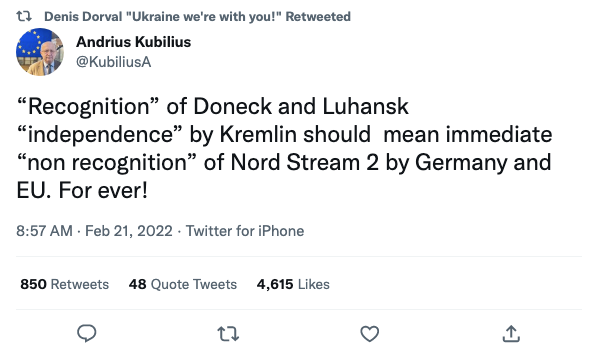 Denis Dorval "Ukraine we're with you!" Retweeted
Andrius Kubilius
@KubiliusA
“Recognition” of Doneck and Luhansk
“independence” by Kremlin should  mean immediate
“non recognition” of Nord Stream 2 by Germany and
EU. For ever!
8:57 AM · Feb 21, 2022 · Twitter for iPhone
850 Retweets 48 Quote Tweets 4,615 Likes